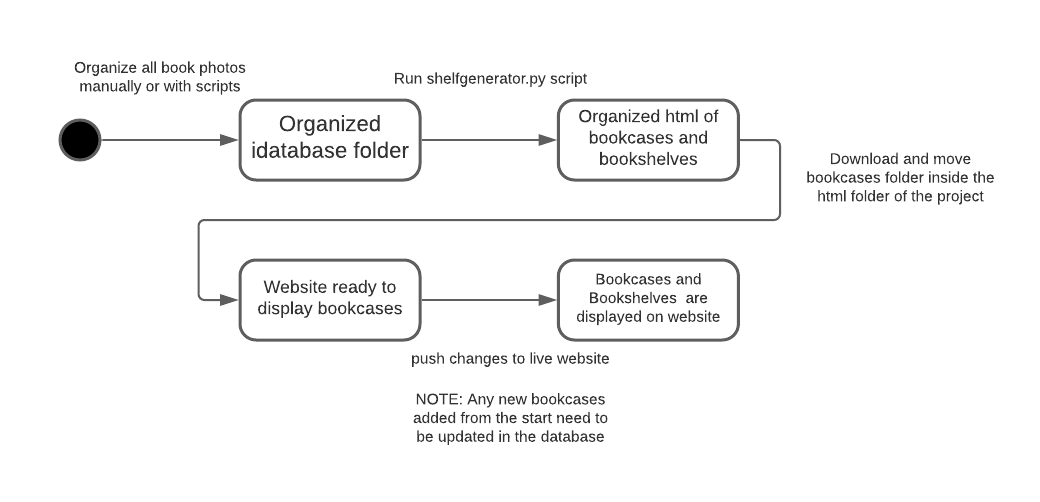 Organize all book photos
manually or with scripts
Run shelfgenerator.py script
Organized
idatabase folder
Organized html of
bookcases and
bookshelves
Download and move
bookcases folder inside the
html folder of the project
Website ready to
display bookcases
Bookcases and
Bookshelves  are
displayed on website
push changes to live website
NOTE: Any new bookcases
added from the start need to
be updated in the database